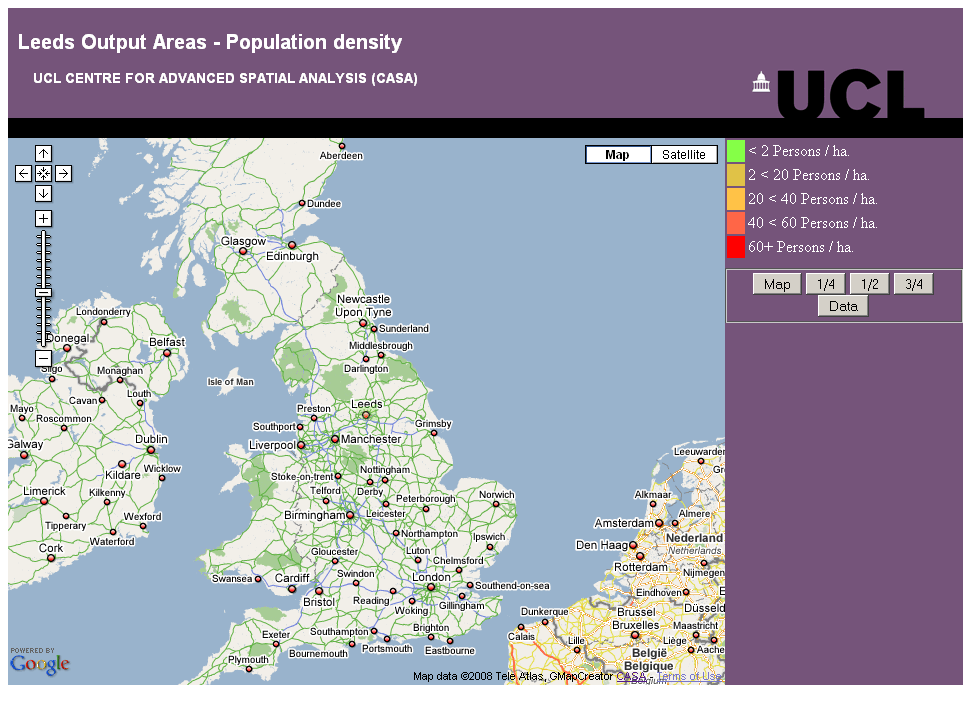 Leeds Output Areas - Population density
UCL CENTRE FOR ADVANCED SPATIAL ANALYSIS (CASA)
UCL
Map
Satellite
< 2 Persons / ha.
2 < 20 Persons / ha.
20 < 40 Persons / ha.
40 < 60 Persons / ha.
60+ Persons / ha.
Map 1/4 1/2 3/4
Data
Aberdeen
Dundee
Glasgow
Edinburgh
Newcastle
Upon Tyne
Sunderland
Londonderry
Donegal
Belfast
Middlesbrough
Darlington
Sligo
Monaghan
Isle of Man
Cavan
Louth
Mayo
Roscommon
Preston
Leeds
Southport
Grimsby
Galway
Dublin
Liverpool
Manchester
Kildare
Wicklow
Stoke-on-trent
Nottingham
Leeuwarden
Gr
Limerick
Kilkenny
Telford
Derby
Peterborough
Norwich
Alkmaar
Tipperary
Wexford
Birmingham
Leicester
Almere
Amsterdam
Waterford
Northampton
Ipswich
Nederland
Netherlands
Cork
Gloucester
Luton
Chelmsford
Den Haag
Rotterdam
Nijmegen
Swansea
Cardiff
Swindon
London
Southend-on-sea
Eindhoven
Bristol
Reading
Woking
Gillingham
Dunkerque
Brussel
Bruxelles
Düsseld
Maastricht
Exeter
Southampton
Brighton
Calais
Lille
Liège
Aache
Bournemouth
Portsmouth
Eastbourne
België
Belgique
Belgium
Plymouth
POWERED BY
Google
Map data ©2008 Tele Atlas, GMapCreator CASA - Terms of Use